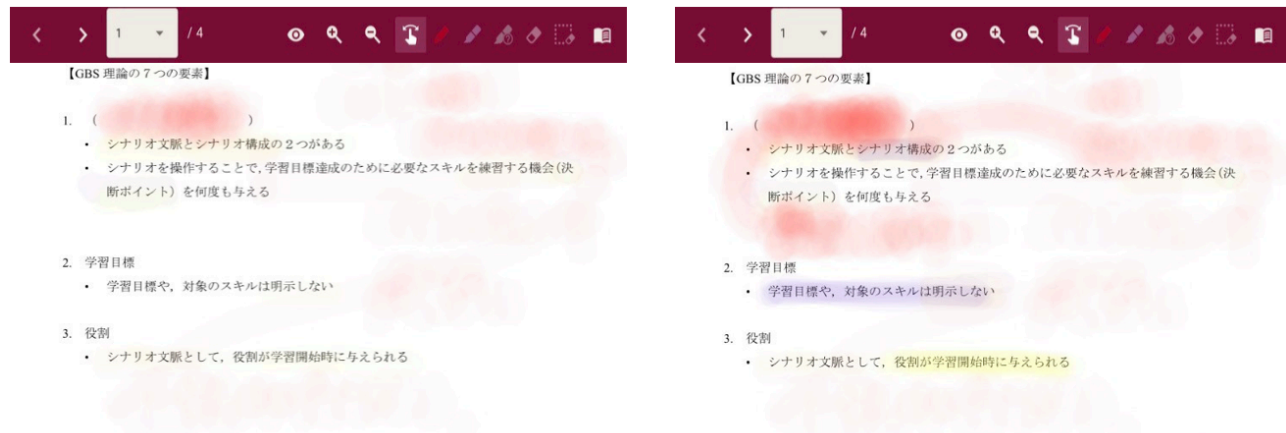 1 / 4
【GBS 理論の７つの要素】
1. （ ）
• シナリオ文脈とシナリオ構成の２つがある
• シナリオを操作することで，学習目標達成のために必要なスキルを練習する機会（決
断ポイント）を何度も与える
2. 学習目標
• 学習目標や，対象のスキルは明示しない
3. 役割
• シナリオ文脈として，役割が学習開始時に与えられる
1 / 4
【GBS 理論の７つの要素】
1. （ ）
• シナリオ文脈とシナリオ構成の２つがある
• シナリオを操作することで，学習目標達成のために必要なスキルを練習する機会（決
断ポイント）を何度も与える
2. 学習目標
• 学習目標や，対象のスキルは明示しない
3. 役割
• シナリオ文脈として，役割が学習開始時に与えられる